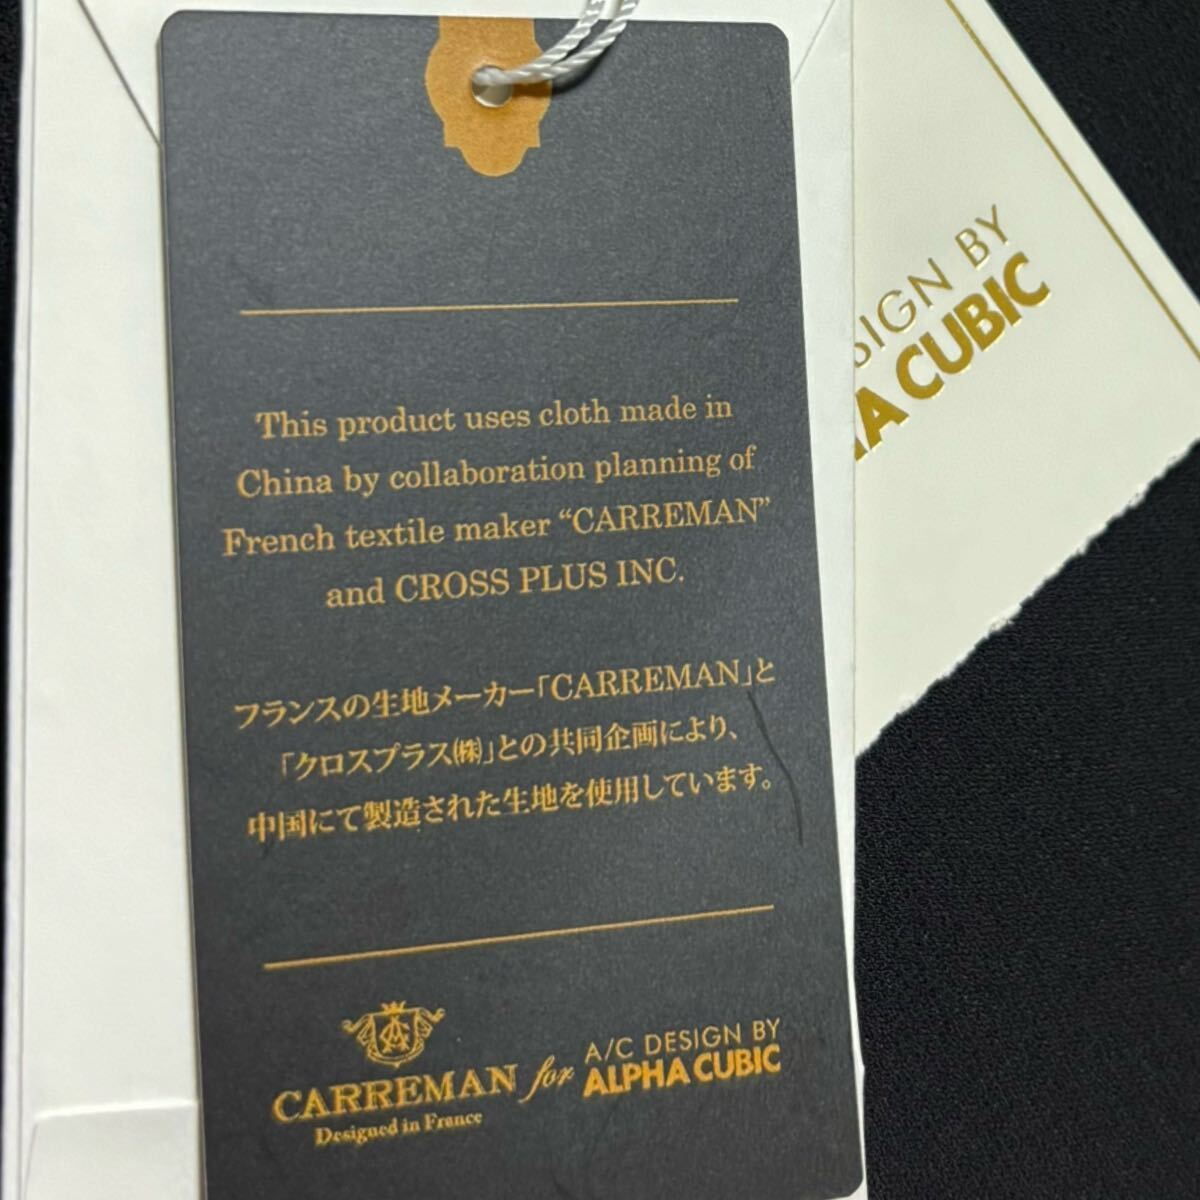 This product uses cloth made in
China by collaboration planning of
French textile maker “CARREMAN”
and CROSS PLUS INC.
フランスの生地メーカー「CARREMAN」と
「クロスプラス㈱」との共同企画により、
中国にて製造された生地を使用しています。
CARREMAN for
Designed in France
A/C DESIGN BY
ALPHA CUBIC
SIGN BY
HA CUBIC